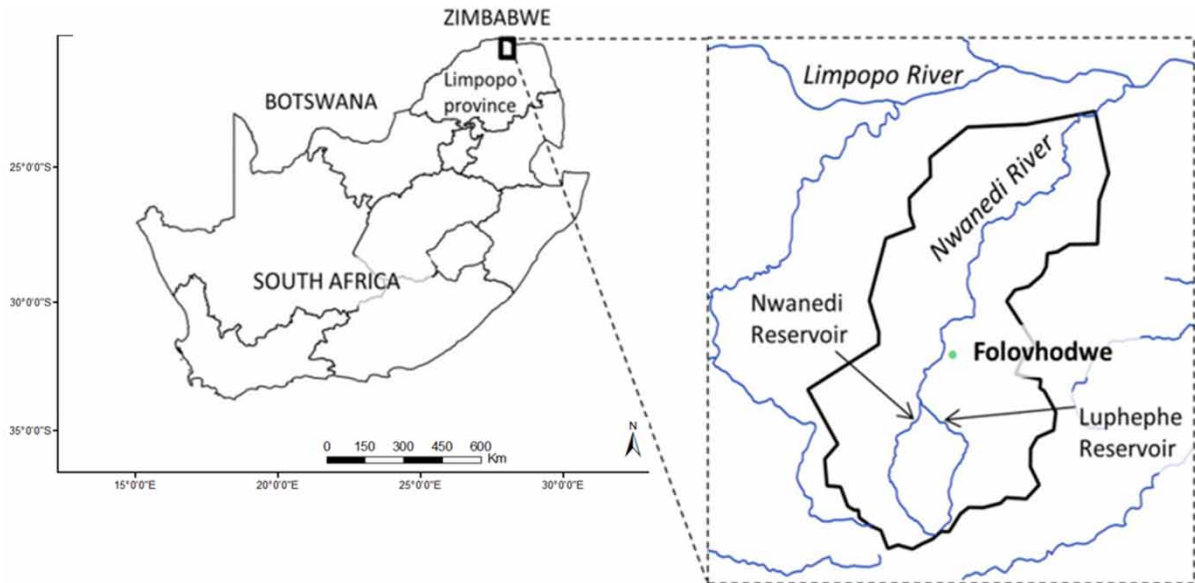 ZIMBABWE
Limpopo
province
BOTSWANA
SOUTH AFRICA
25°0'0"S
30°0'0"S
35°0'0"S
15°0'0"E
20°0'0"E
25°0'0"E
30°0'0"E
0 150 300 450 600
Km
N
Limpopo River
Nwanedi River
Nwanedi
Reservoir
Folovhodwe
Luphephe
Reservoir